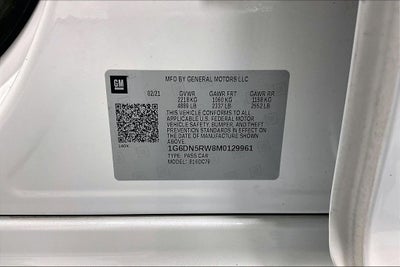 GM
MFD BY GENERAL MOTORS LLC
02/21 GVWR GAWR FRT GAWR RR
2218 KG 1060 KG 1158 KG
4889 LB 2337 LB 2552 LB
THIS VEHICLE CONFORMS TO ALL
APPLICABLE U.S. FEDERAL MOTOR
VEHICLE SAFETY, BUMPER, AND THEFT
PREVENTION STANDARDS IN EFFECT ON
THE DATE OF MANUFACTURE SHOWN
ABOVE.
1G6DN5RW8M0129961
TYPE: PASS CAR
MODEL: